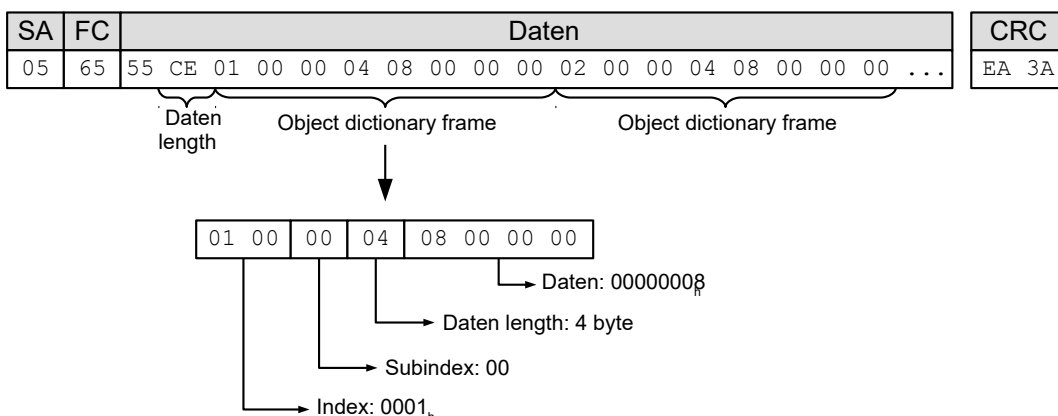 SA FC Daten CRC
05 65 55 CE 01 00 00 04 08 00 00 00 02 00 00 04 08 00 00 00 ... EA 3A
Daten
length
Object dictionary frame
Object dictionary frame
01 00 00 04 08 00 00 00
Daten: 00000008h
Daten length: 4 byte
Subindex: 00
Index: 0001h